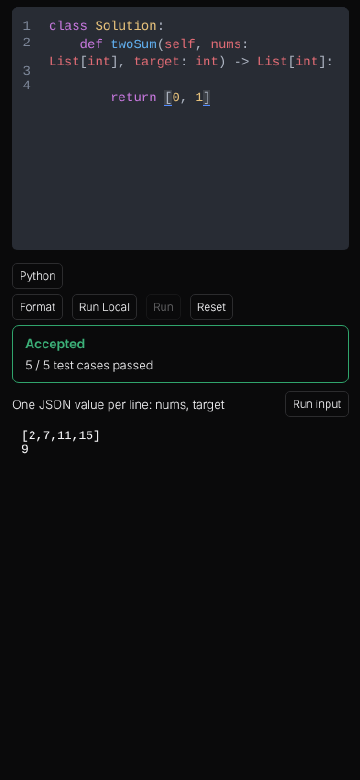 1 class Solution:
2     def twoSum(self, nums:
List[int], target: int) -> List[int]:
3
4         return [0, 1]
Python
Format Run Local Run Reset
Accepted
5 / 5 test cases passed
One JSON value per line: nums, target Run input
[2,7,11,15]
9